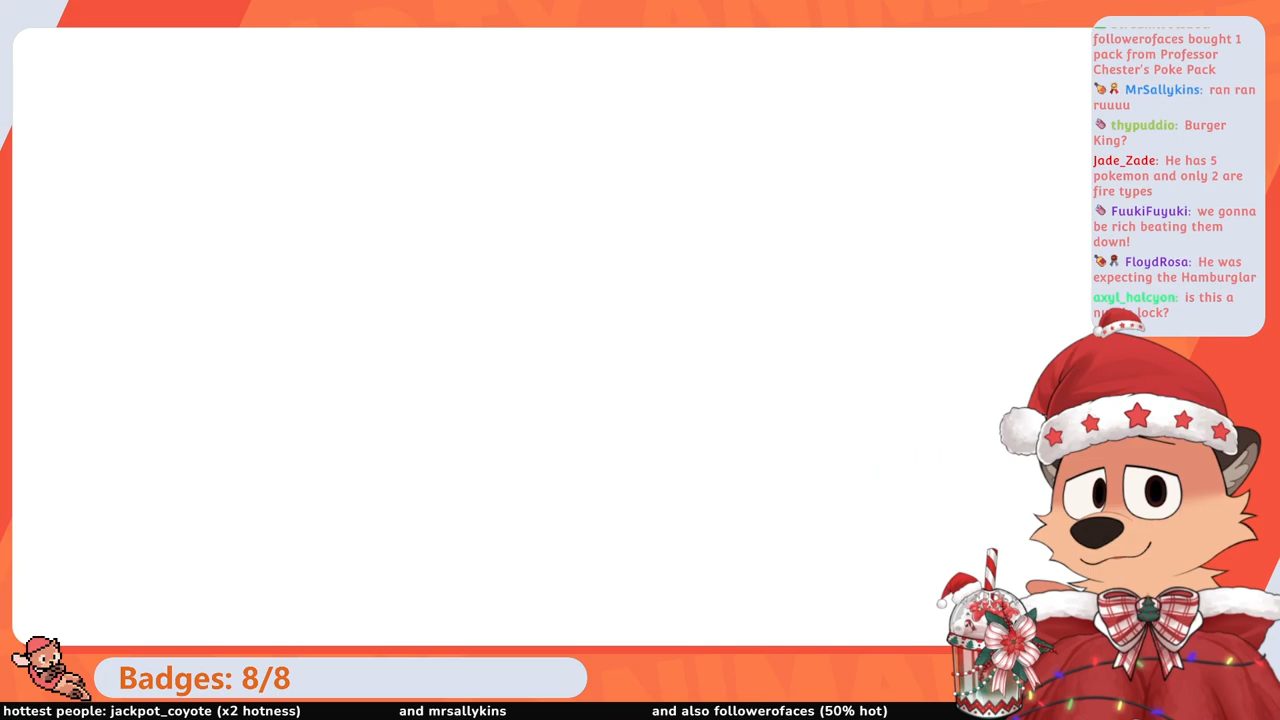 followerofaces bought 1
pack from Professor
Chester's Poke Pack
MrSallykins: ran ran
ruuuu
thypuddio: Burger
King?
Jade_Zade: He has 5
pokemon and only 2 are
fire types
FuukiFuyuki: we gonna
be rich beating them
down!
FloydRosa: He was
expecting the Hamburglar
axyl_halcyon: is this a
lock?
Badges: 8/8
hottest people: jackpot_coyote (x2 hotness) and mrsallykins and also followerofaces (50% hot)